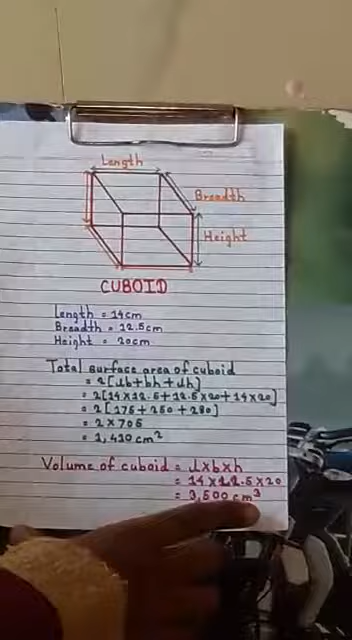 Length
Breadth
Height
CUBOID
Length = 14cm
Breadth = 12.5cm
Height = 20cm
Total surface area of cuboid
= 2[lb+bh+lh]
= 2[14×12.5+12.5×20+14×20]
= 2[175+250+280]
= 2×705
= 1,410 cm²
Volume of cuboid = l×b×h
= 14×12.5×20
= 3,500 cm³